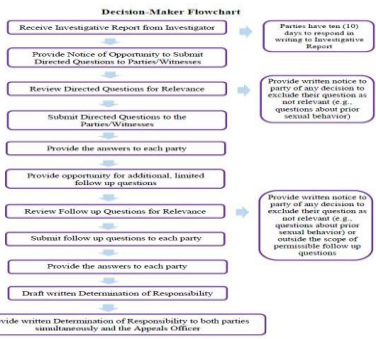 Decision-Maker Flowchart
Receive Investigative Report from Investigator
Parties have ten (10)
days to respond in
writing to Investigative
Report
Provide Notice of Opportunity to Submit
Directed Questions to Parties/Witnesses
Review Directed Questions for Relevance
Provide written notice to
party of any decision to
exclude their question as
not relevant (e.g.,
questions about prior
sexual behavior)
Submit Directed Questions to the
Parties/Witnesses
Provide the answers to each party
Provide opportunity for additional, limited
follow up questions
Review Follow up Questions for Relevance
Provide written notice to
party of any decision to
exclude their question as
not relevant (e.g.,
questions about prior
sexual behavior) or
outside the scope of
permissible follow up
questions
Submit follow up questions to each party
Provide the answers to each party
Draft written Determination of Responsibility
vide written Determination of Responsibility to both parties
simultaneously and the Appeals Officer